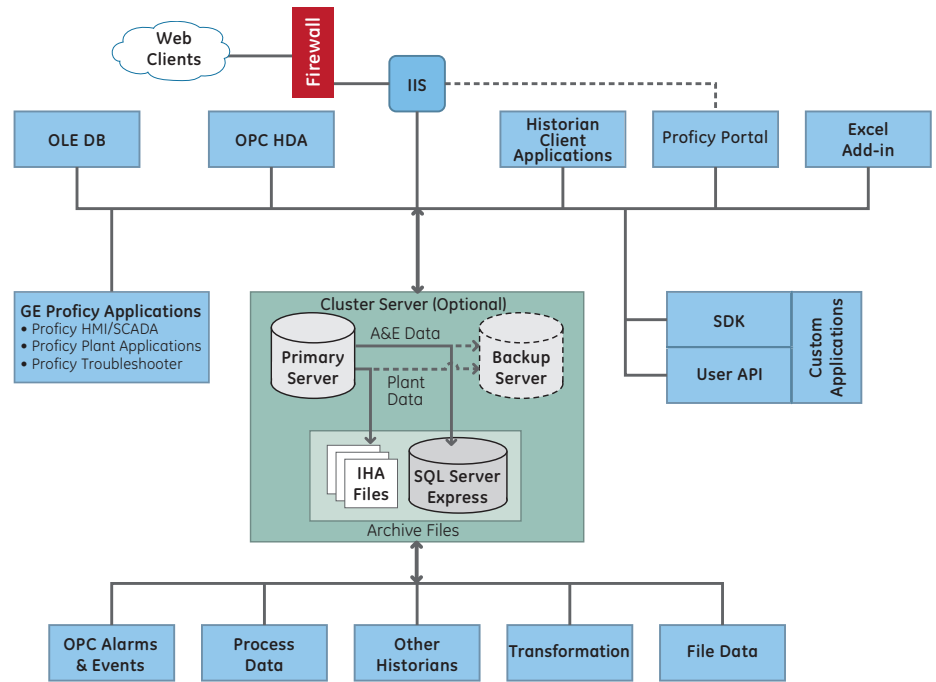 Web
Clients
Firewall
IIS
OLE DB
OPC HDA
Historian
Client
Applications
Proficy Portal
Excel
Add-in
GE Proficy Applications
• Proficy HMI/SCADA
• Proficy Plant Applications
• Proficy Troubleshooter
Cluster Server (Optional)
Primary
Server
A&E Data
Plant
Data
Backup
Server
IHA
Files
SQL Server
Express
Archive Files
SDK
User API
Custom
Applications
OPC Alarms
& Events
Process
Data
Other
Historians
Transformation
File Data